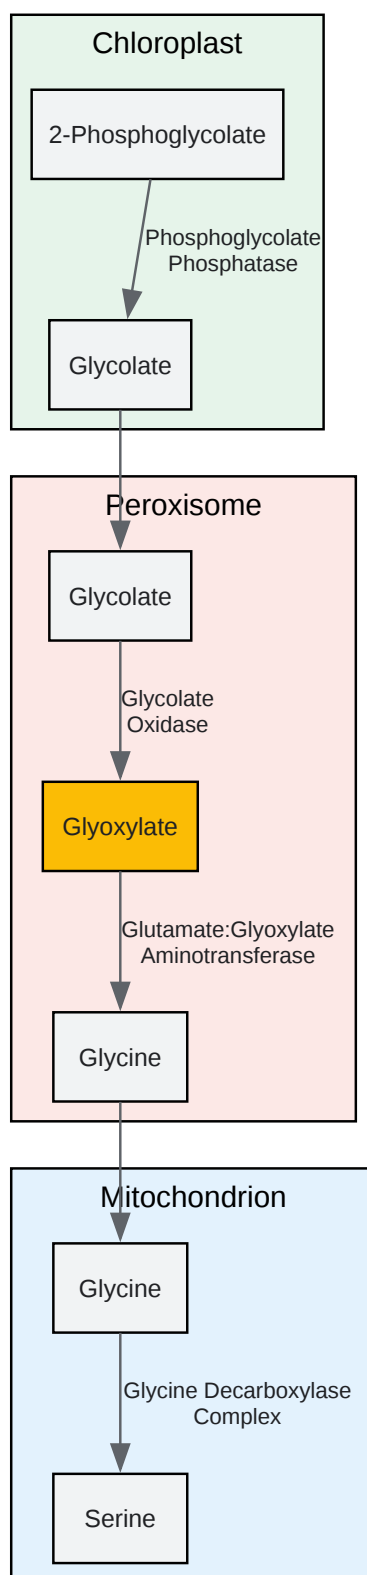 Chloroplast
2-Phosphoglycolate
Phosphoglycolate
Phosphatase
Glycolate
Peroxisome
Glycolate
Glycolate
Oxidase
Glyoxylate
Glutamate:Glyoxylate
Aminotransferase
Glycine
Mitochondrion
Glycine
Glycine Decarboxylase
Complex
Serine